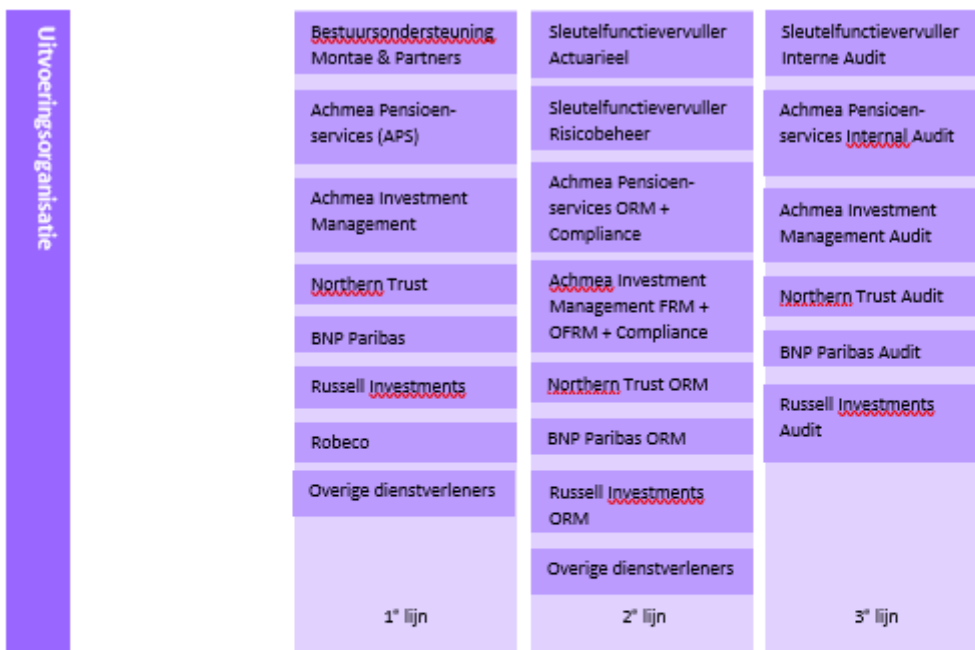 Uitvoeringsorganisatie
Bestuursondersteuning
Montae & Partners
Achmea Pensioen-
services (APS)
Achmea Investment
Management
Northern Trust
BNP Paribas
Russell Investments
Robeco
Overige dienstverleners
1e lijn
Sleutelfunctievervuller
Actuarieel
Sleutelfunctievervuller
Risicobeheer
Achmea Pensioen-
services ORM +
Compliance
Achmea Investment
Management FRM +
OFRM + Compliance
Northern Trust ORM
BNP Paribas ORM
Russell Investments
ORM
Overige dienstverleners
2e lijn
Sleutelfunctievervuller
Interne Audit
Achmea Pensioen-
services Internal Audit
Achmea Investment
Management Audit
Northern Trust Audit
BNP Paribas Audit
Russell Investments
Audit
3e lijn